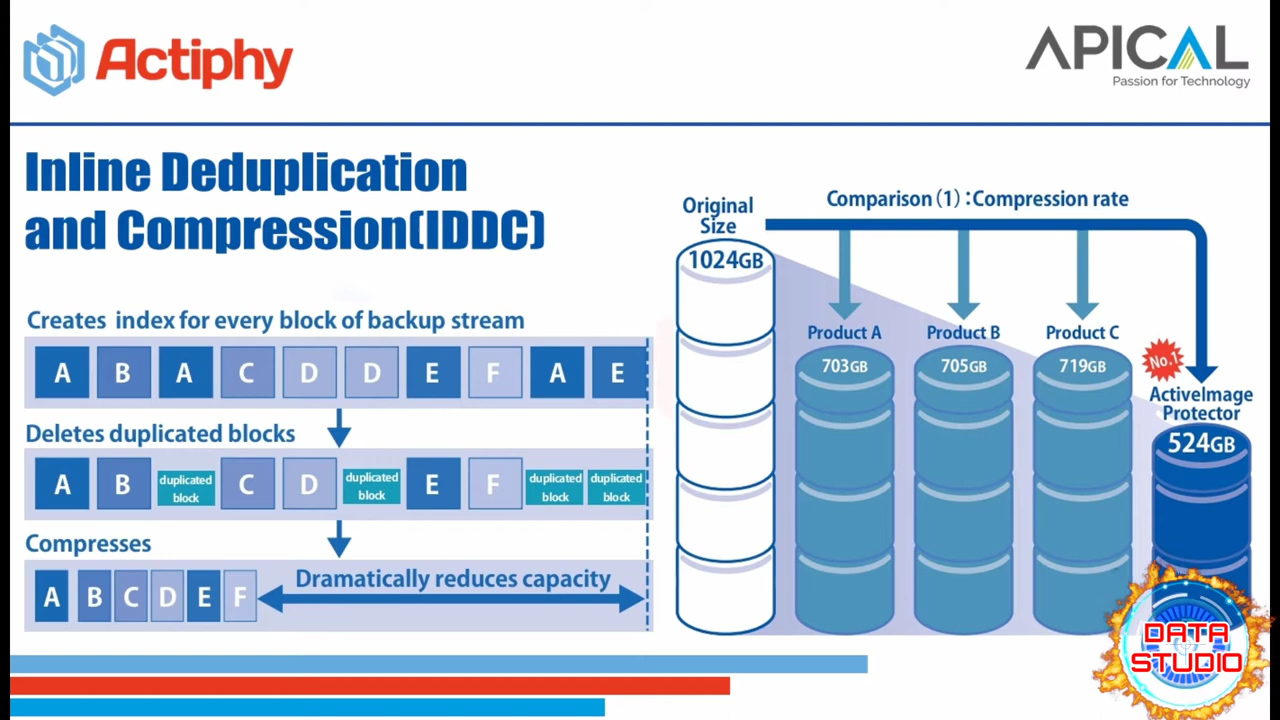 Actiphy
APICAL
Passion for Technology
Inline Deduplication
and Compression(IDDC)
Creates index for every block of backup stream
A B A C D D E F A E
Deletes duplicated blocks
A B duplicated block C D duplicated block E F duplicated block duplicated block
Compresses
A B C D E F
Dramatically reduces capacity
Comparison(1):Compression rate
Original
Size
1024GB
Product A
703GB
Product B
705GB
Product C
719GB
No.1
ActiveImage
Protector
524GB
DATA
STUDIO